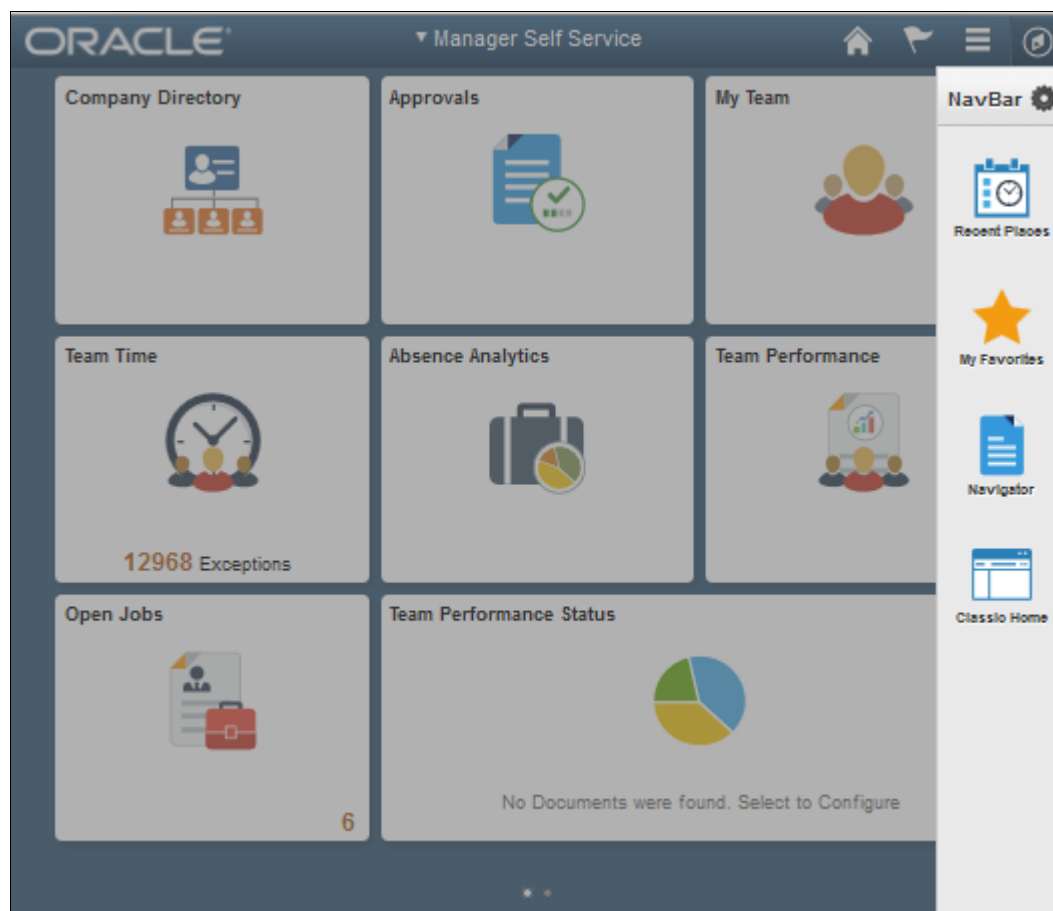 ORACLE
Manager Self Service
Company Directory
Approvals
My Team
NavBar
Recent Places
My Favorites
Navigator
Classic Home
Team Time
12968 Exceptions
Absence Analytics
Team Performance
Open Jobs
6
Team Performance Status
No Documents were found. Select to Configure